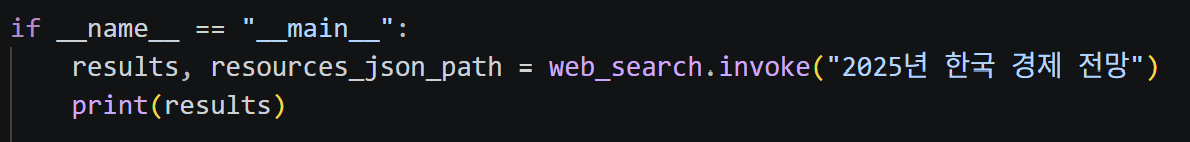 if __name__ == "__main__":
    results, resources_json_path = web_search.invoke("2025년 한국 경제 전망")
    print(results)